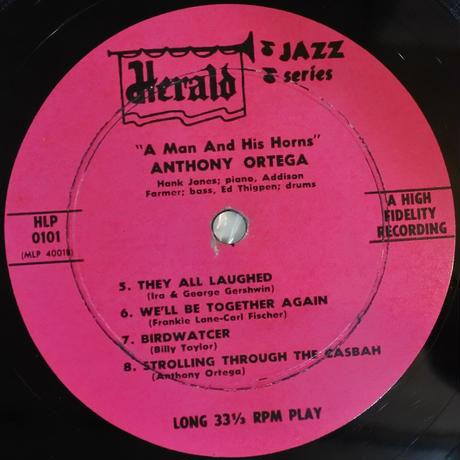 Herald JAZZ
series
"A Man And His Horns"
ANTHONY ORTEGA
Hank Jones; piano, Addison
Farmer; bass, Ed Thigpen; drums
HLP
0101
(MLP 4001B)
A HIGH
FIDELITY
RECORDING
5. THEY ALL LAUGHED
(Ira & George Gershwin)
6. WE'LL BE TOGETHER AGAIN
(Frankie Lane-Carl Fischer)
7. BIRDWATCER
(Billy Taylor)
8. STROLLING THROUGH THE CASBAH
(Anthony Ortega)
LONG 33⅓ RPM PLAY